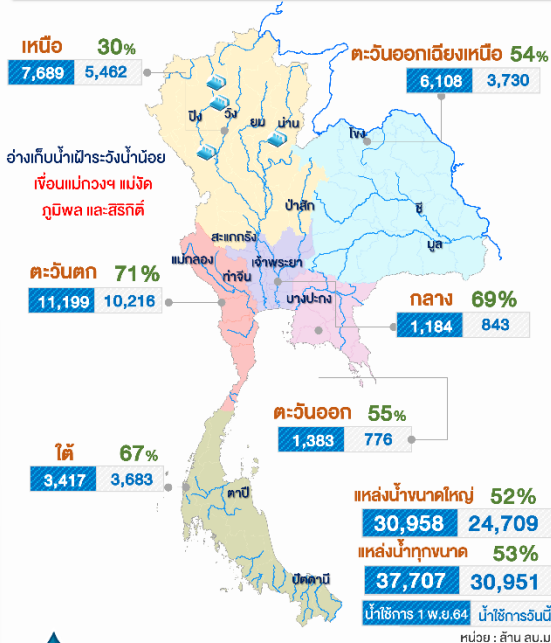 เหนือ 30%
7,689 5,462
ตะวันออกเฉียงเหนือ 54%
6,108 3,730
ปิง วัง ยม น่าน
โขง
อ่างเก็บน้ำเฝ้าระวังน้ำน้อย
เขื่อนแม่กวงฯ แม่งัด
ภูมิพล และสิริกิติ์
ป่าสัก
ชี
มูล
สะแกกรัง
แม่กลอง
ท่าจีน
เจ้าพระยา
บางปะกง
ตะวันตก 71%
11,199 10,216
กลาง 69%
1,184 843
ตะวันออก 55%
1,383 776
ใต้ 67%
3,417 3,683
ตาปี
ปัตตานี
แหล่งน้ำขนาดใหญ่ 52%
30,958 24,709
แหล่งน้ำทุกขนาด 53%
37,707 30,951
น้ำใช้การ 1 พ.ย.64 น้ำใช้การวันนี้
หน่วย : ล้าน ลบ.ม